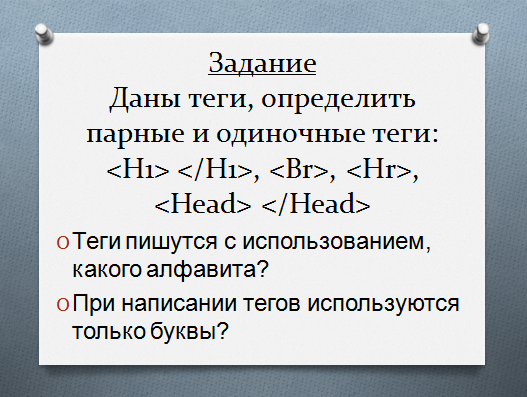 Задание
Даны теги, определить
парные и одиночные теги:
<H1> </H1>, <Br>, <Hr>,
<Head> </Head>
Теги пишутся с использованием,
какого алфавита?
При написании тегов используются
только буквы?